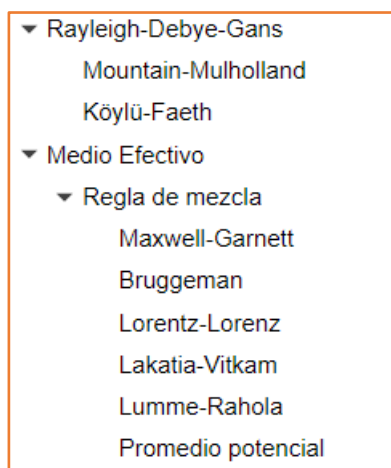 Rayleigh-Debye-Gans
Mountain-Mulholland
Köylü-Faeth
Medio Efectivo
Regla de mezcla
Maxwell-Garnett
Bruggeman
Lorentz-Lorenz
Lakatia-Vitkam
Lumme-Rahola
Promedio potencial